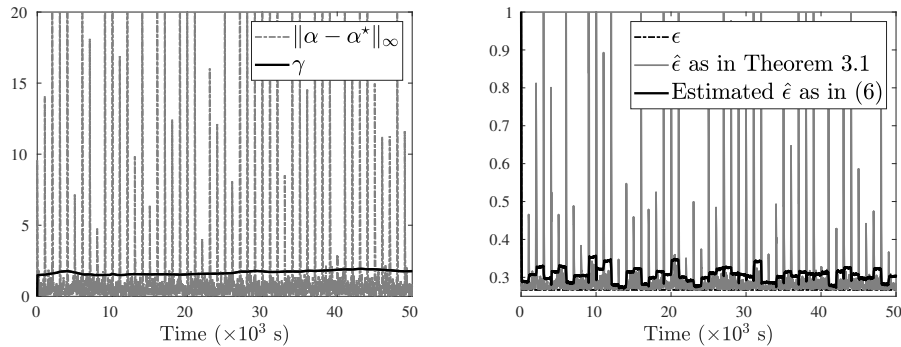 20
15
10
5
0
0 10 20 30 40 50
Time (×10³ s)
‖α − α⋆‖∞
γ
1
0.9
0.8
0.7
0.6
0.5
0.4
0.3
0 10 20 30 40 50
Time (×10³ s)
ϵ
ϵ̂ as in Theorem 3.1
Estimated ϵ̂ as in (6)